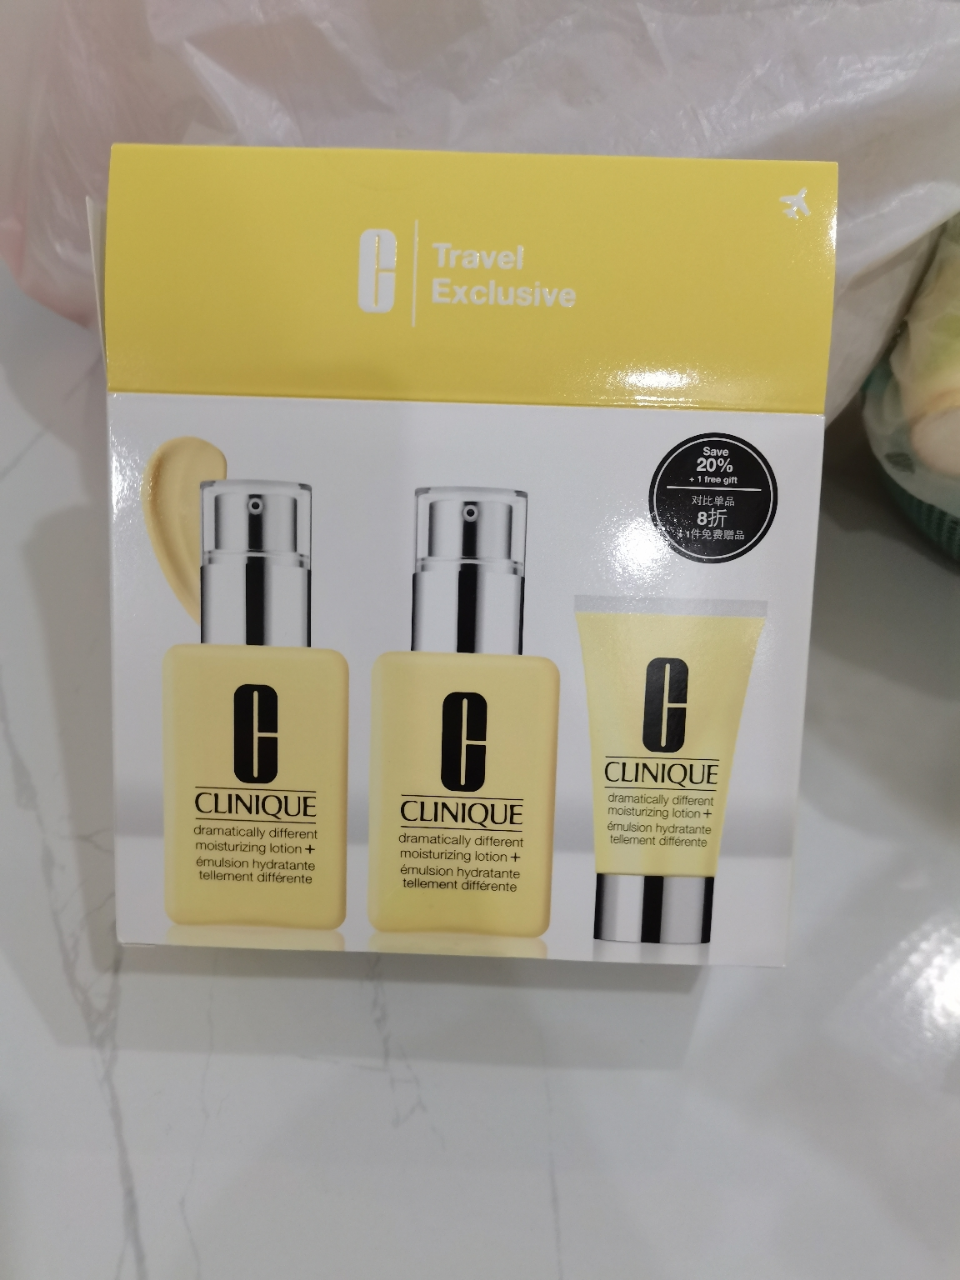 C
Travel
Exclusive
Save
20%
+ 1 free gift
对比单品
8折
+1件免费赠品
C
CLINIQUE
dramatically different
moisturizing lotion+
émulsion hydratante
tellement différente
C
CLINIQUE
dramatically different
moisturizing lotion+
émulsion hydratante
tellement différente
C
CLINIQUE
dramatically different
moisturizing lotion+
émulsion hydratante
tellement différente